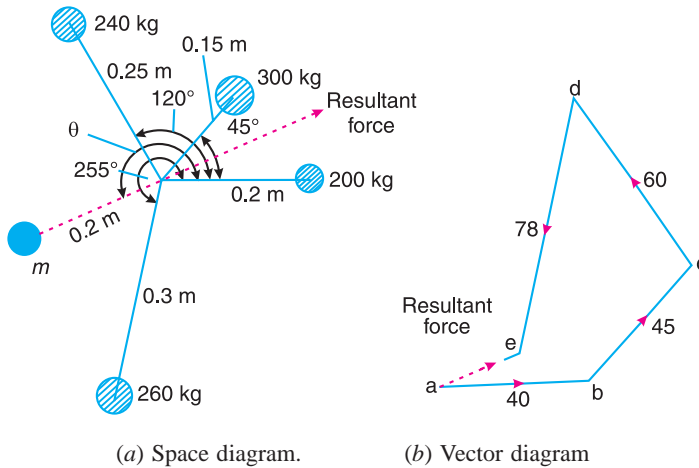 240 kg
0.15 m
0.25 m
300 kg
120°
Resultant
force
45°
θ
255°
0.2 m
200 kg
0.2 m
m
0.3 m
260 kg
(a) Space diagram.
d
60
78
c
Resultant
force
45
e
a
40
b
(b) Vector diagram